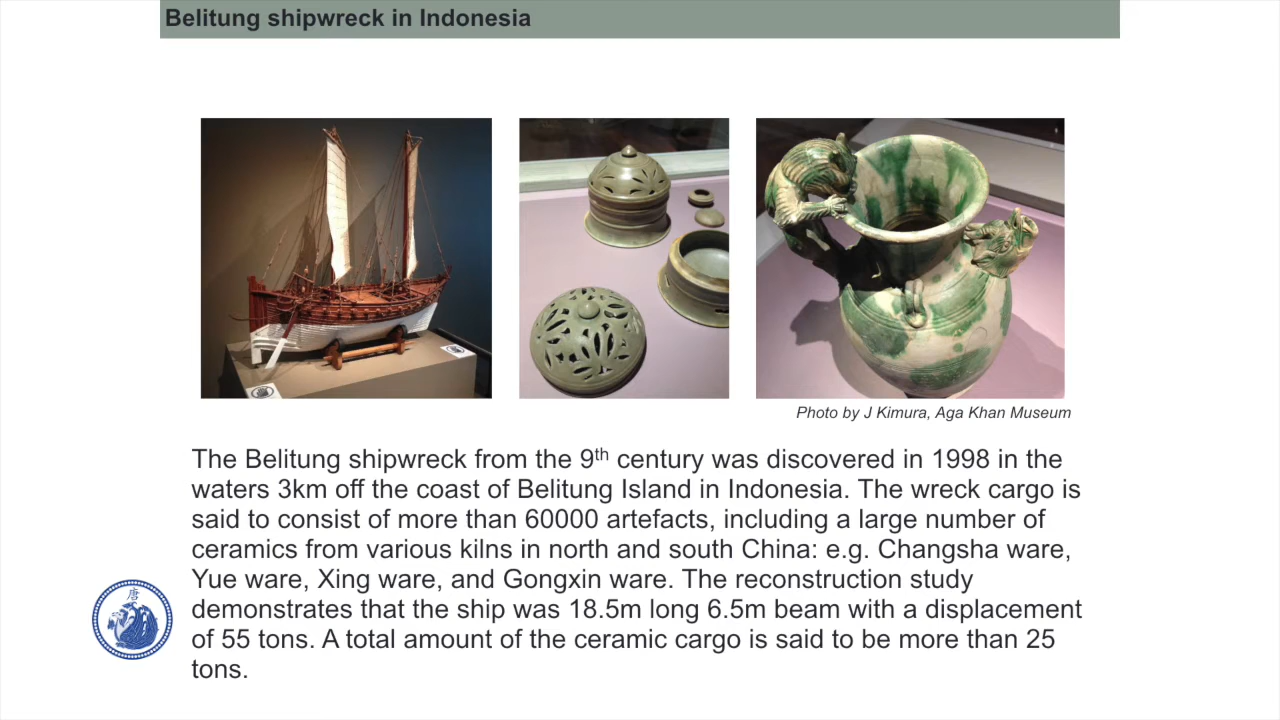 Belitung shipwreck in Indonesia
Photo by J Kimura, Aga Khan Museum
The Belitung shipwreck from the 9th century was discovered in 1998 in the
waters 3km off the coast of Belitung Island in Indonesia. The wreck cargo is
said to consist of more than 60000 artefacts, including a large number of
ceramics from various kilns in north and south China: e.g. Changsha ware,
Yue ware, Xing ware, and Gongxin ware. The reconstruction study
demonstrates that the ship was 18.5m long 6.5m beam with a displacement
of 55 tons. A total amount of the ceramic cargo is said to be more than 25
tons.
唐